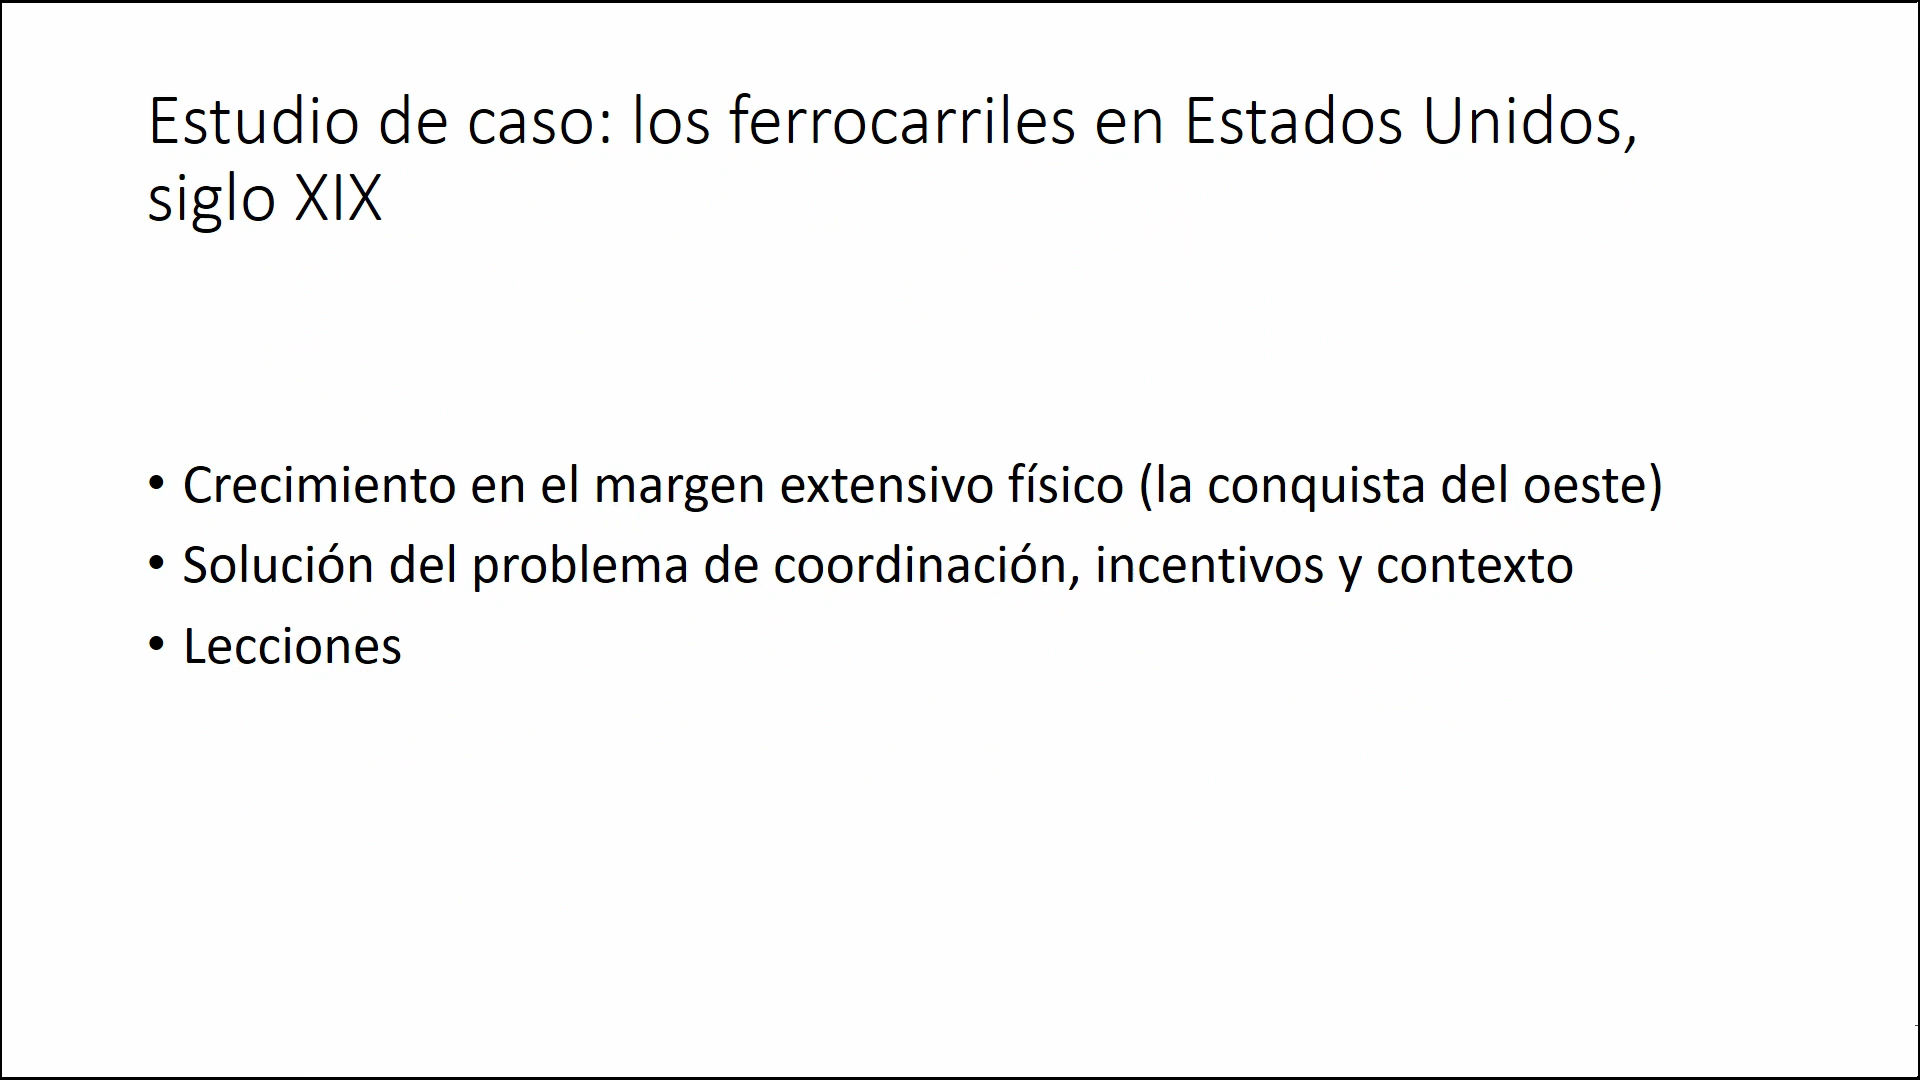 Estudio de caso: los ferrocarriles en Estados Unidos,
siglo XIX
• Crecimiento en el margen extensivo físico (la conquista del oeste)
• Solución del problema de coordinación, incentivos y contexto
• Lecciones